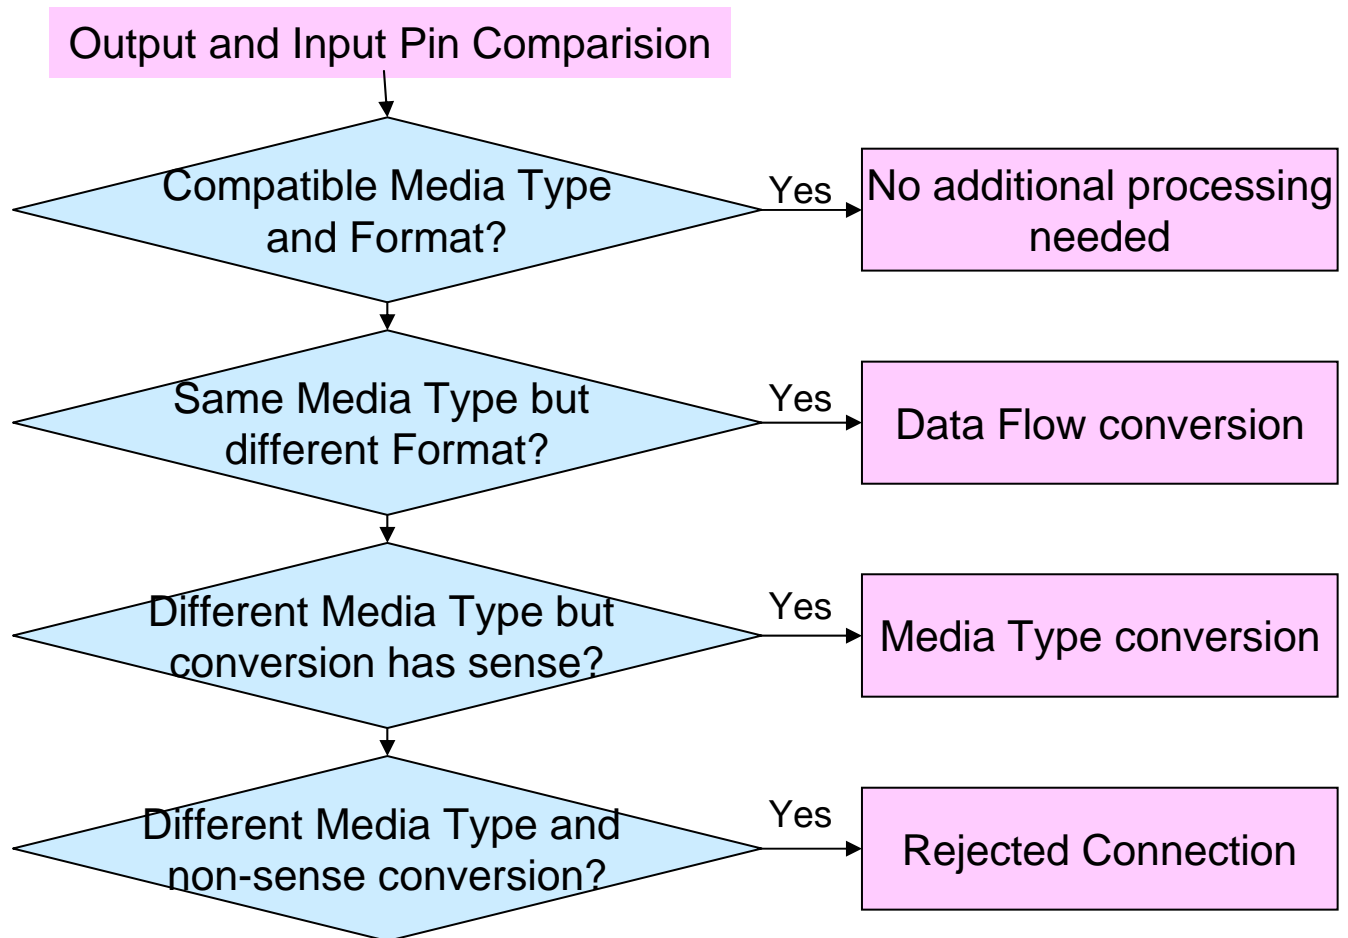 Output and Input Pin Comparision
Compatible Media Type
and Format?
Yes
No additional processing
needed
Same Media Type but
different Format?
Yes
Data Flow conversion
Different Media Type but
conversion has sense?
Yes
Media Type conversion
Different Media Type and
non-sense conversion?
Yes
Rejected Connection